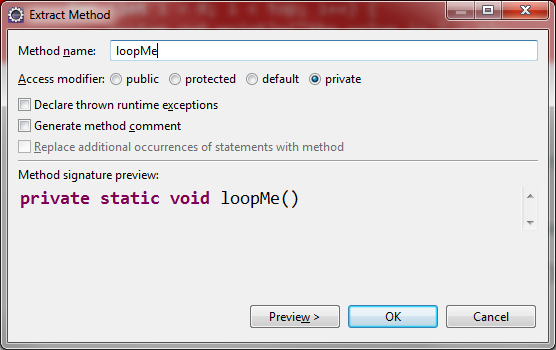 Extract Method
Method name: loopMe
Access modifier: public protected default private
Declare thrown runtime exceptions
Generate method comment
Replace additional occurrences of statements with method
Method signature preview:
private static void loopMe()
Preview > OK Cancel